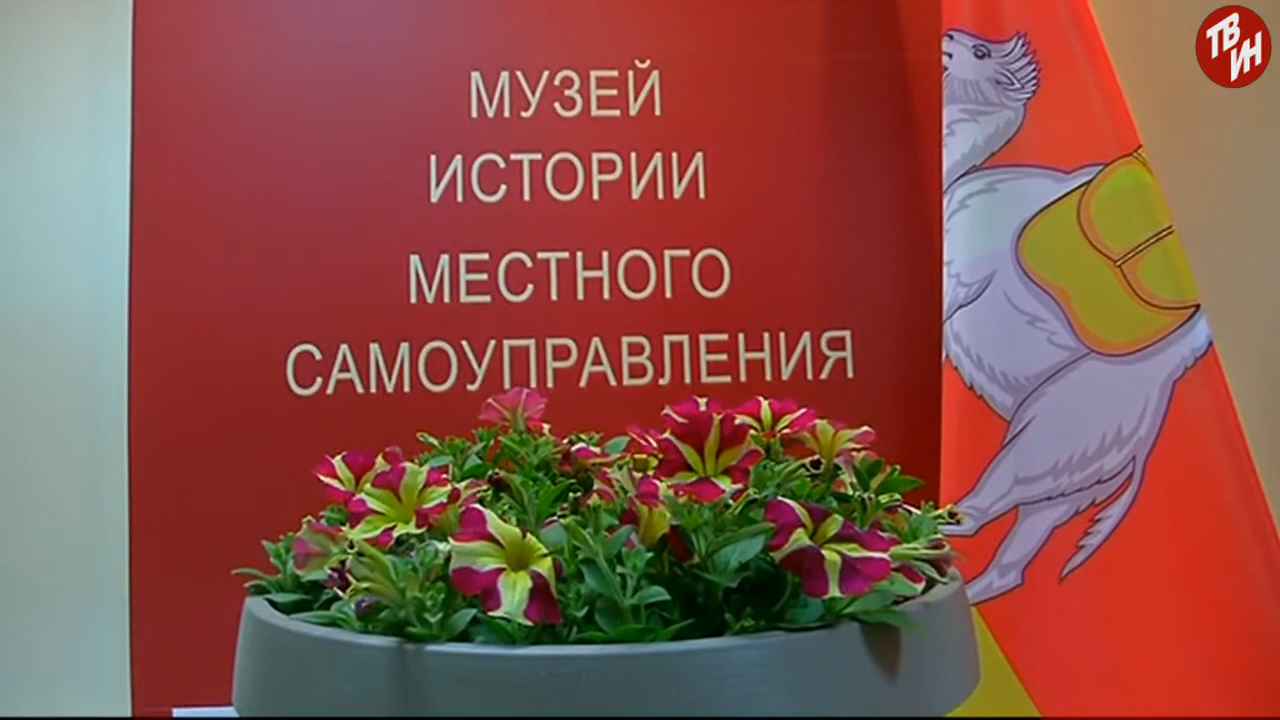 МУЗЕЙ
ИСТОРИИ
МЕСТНОГО
САМОУПРАВЛЕНИЯ
ТВ
ИН